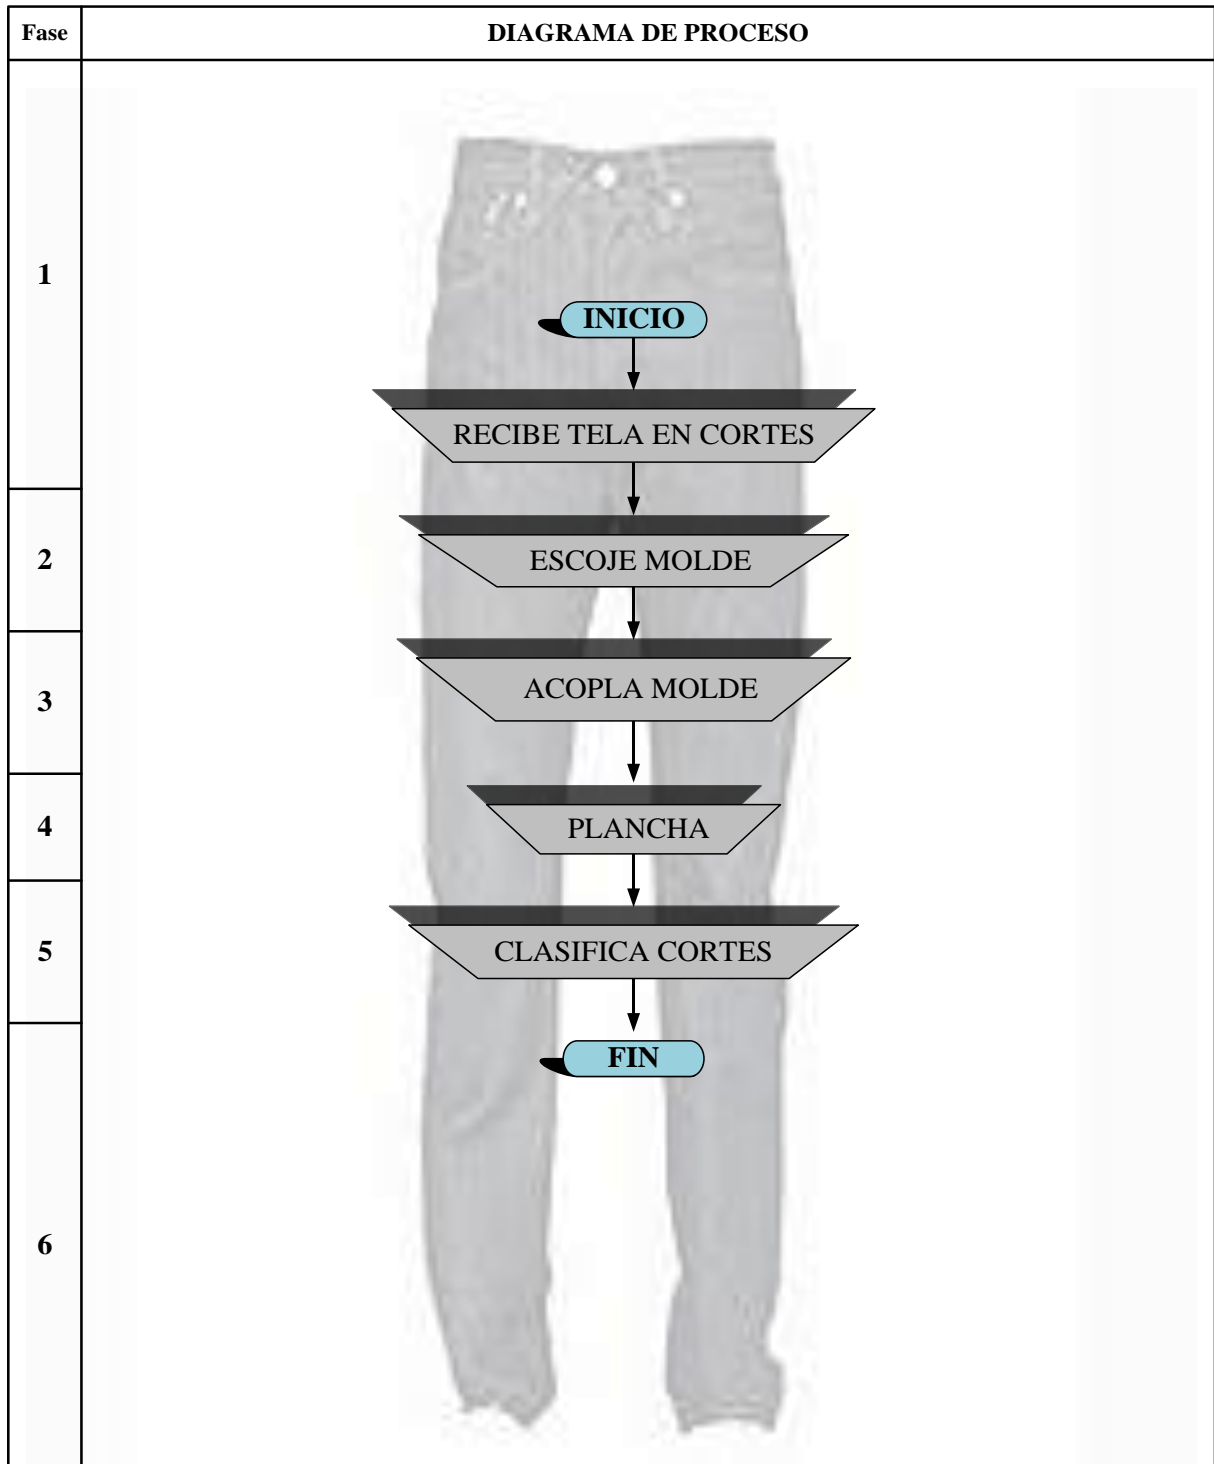 Fase
DIAGRAMA DE PROCESO
1
INICIO
RECIBE TELA EN CORTES
2
ESCOJE MOLDE
3
ACOPLA MOLDE
4
PLANCHA
5
CLASIFICA CORTES
FIN
6